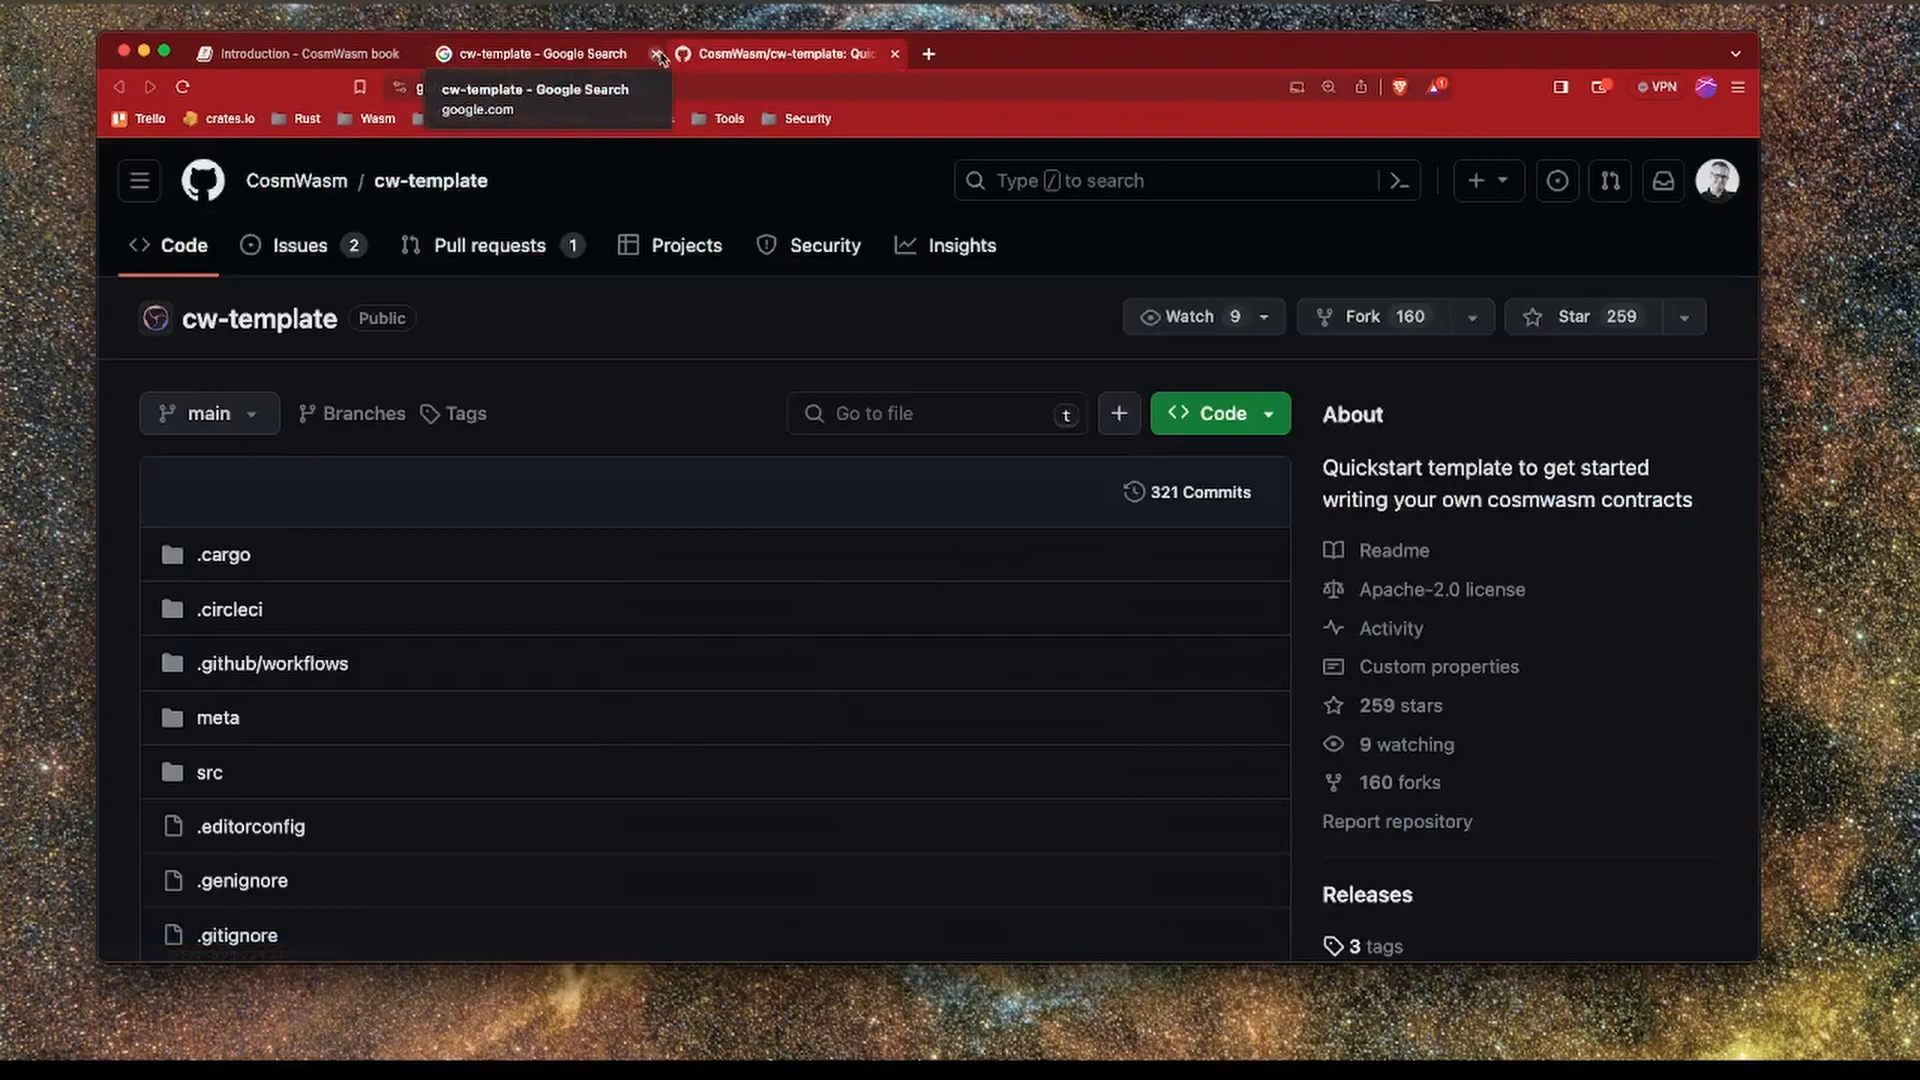 Introduction - CosmWasm book
cw-template - Google Search
CosmWasm/cw-template: Quic
g
cw-template - Google Search
google.com
1
VPN
Trello
crates.io
Rust
Wasm
Tools
Security
CosmWasm / cw-template
Type / to search
Code
Issues 2
Pull requests 1
Projects
Security
Insights
cw-template Public
Watch 9
Fork 160
Star 259
main
Branches
Tags
Go to file t
Code
321 Commits
.cargo
.circleci
.github/workflows
meta
src
.editorconfig
.genignore
.gitignore
About
Quickstart template to get started
writing your own cosmwasm contracts
Readme
Apache-2.0 license
Activity
Custom properties
259 stars
9 watching
160 forks
Report repository
Releases
3 tags